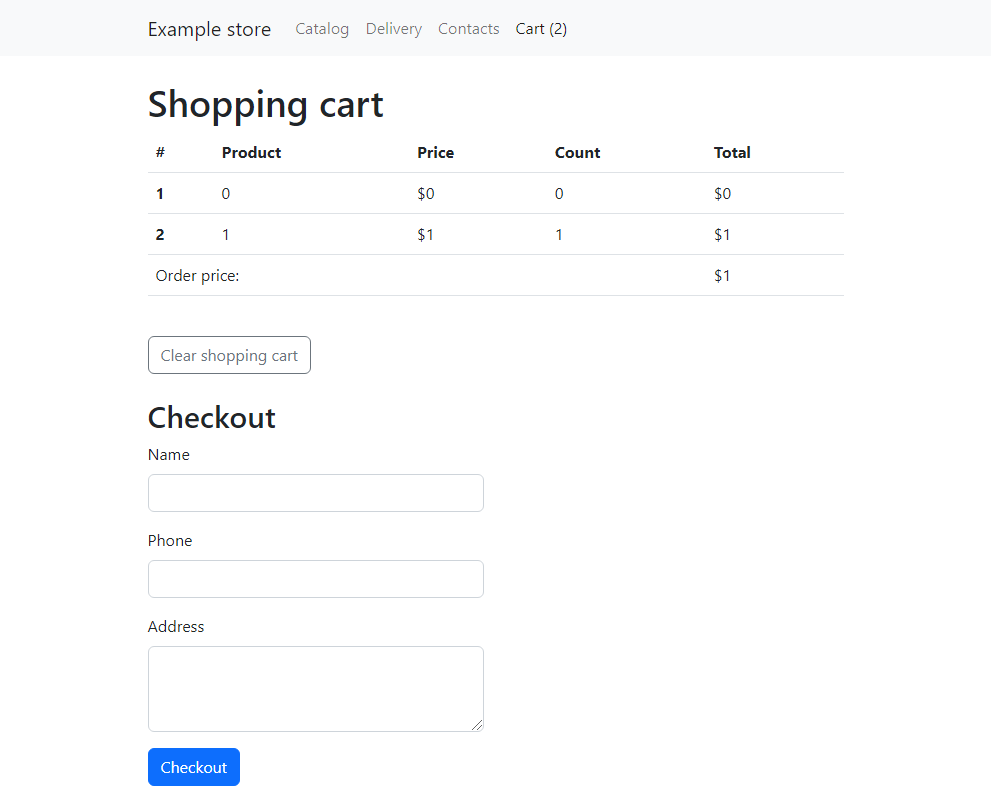 Example store Catalog Delivery Contacts Cart (2)
Shopping cart
# Product Price Count Total
1 0 $0 0 $0
2 1 $1 1 $1
Order price: $1
Clear shopping cart
Checkout
Name
Phone
Address
Checkout